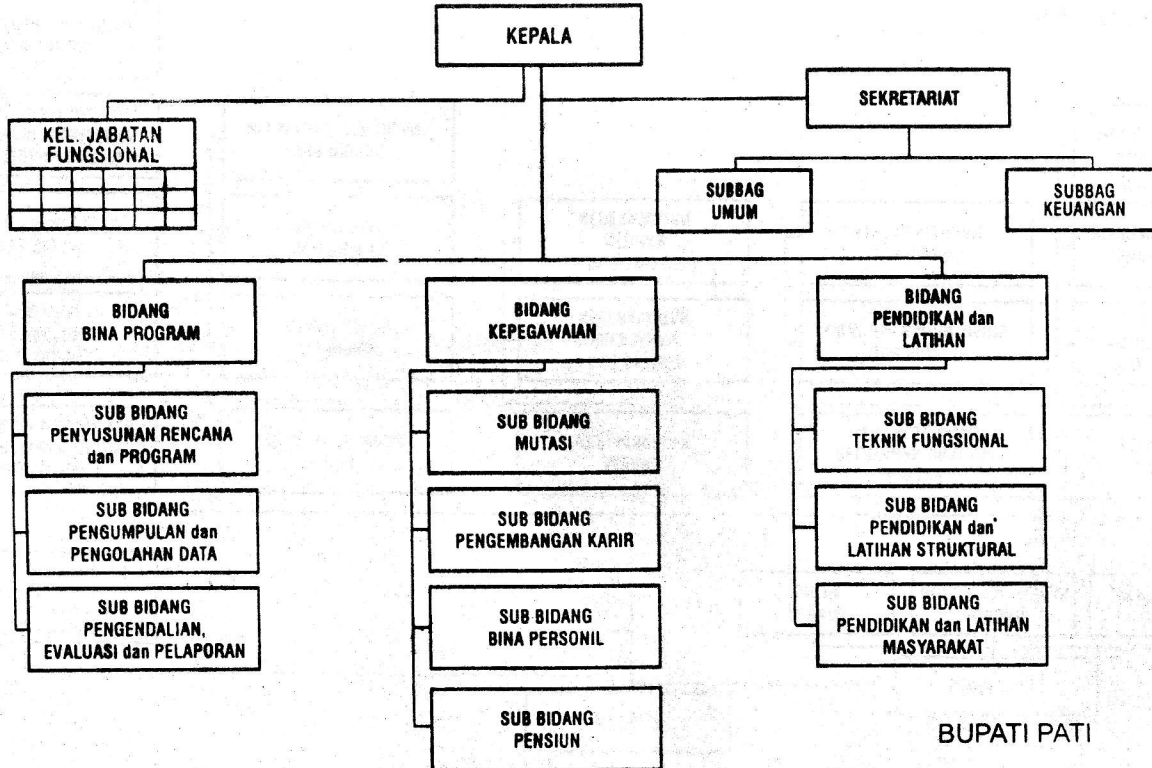 KEPALA
SEKRETARIAT
KEL. JABATAN
FUNGSIONAL
SUBBAG
UMUM
SUBBAG
KEUANGAN
BIDANG
BINA PROGRAM
BIDANG
KEPEGAWAIAN
BIDANG
PENDIDIKAN dan
LATIHAN
SUB BIDANG
PENYUSUNAN RENCANA
dan PROGRAM
SUB BIDANG
PENGUMPULAN dan
PENGOLAHAN DATA
SUB BIDANG
PENGENDALIAN,
EVALUASI dan PELAPORAN
SUB BIDANG
MUTASI
SUB BIDANG
PENGEMBANGAN KARIR
SUB BIDANG
BINA PERSONIL
SUB BIDANG
PENSIUN
SUB BIDANG
TEKNIK FUNGSIONAL
SUB BIDANG
PENDIDIKAN dan
LATIHAN STRUKTURAL
SUB BIDANG
PENDIDIKAN dan LATIHAN
MASYARAKAT
BUPATI PATI